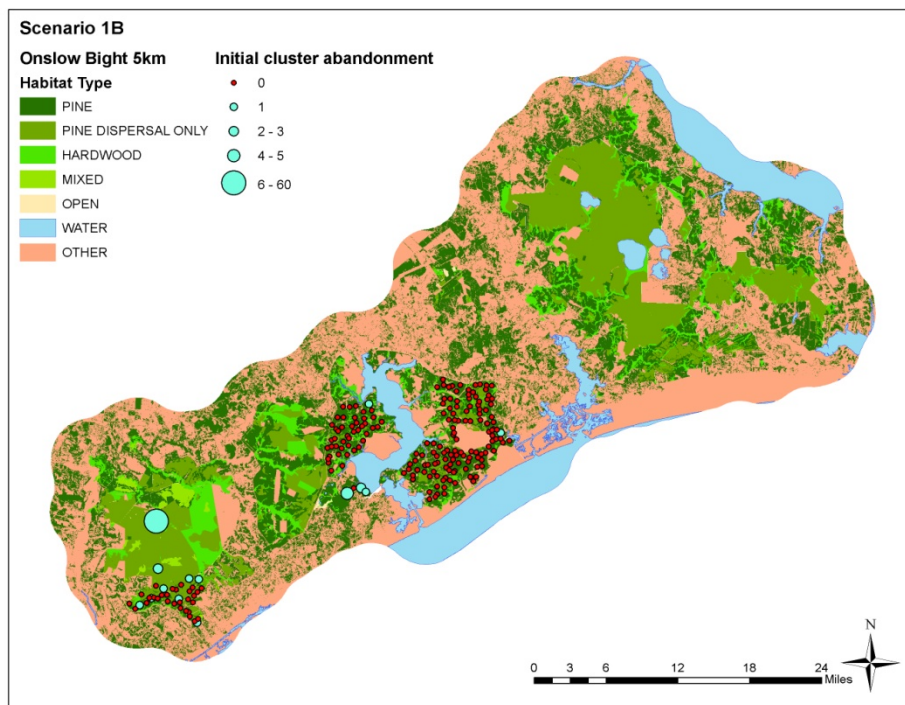 Scenario 1B
Onslow Bight 5km
Habitat Type
PINE
PINE DISPERSAL ONLY
HARDWOOD
MIXED
OPEN
WATER
OTHER
Initial cluster abandonment
0
1
2 - 3
4 - 5
6 - 60
N
0 3 6 12 18 24
Miles